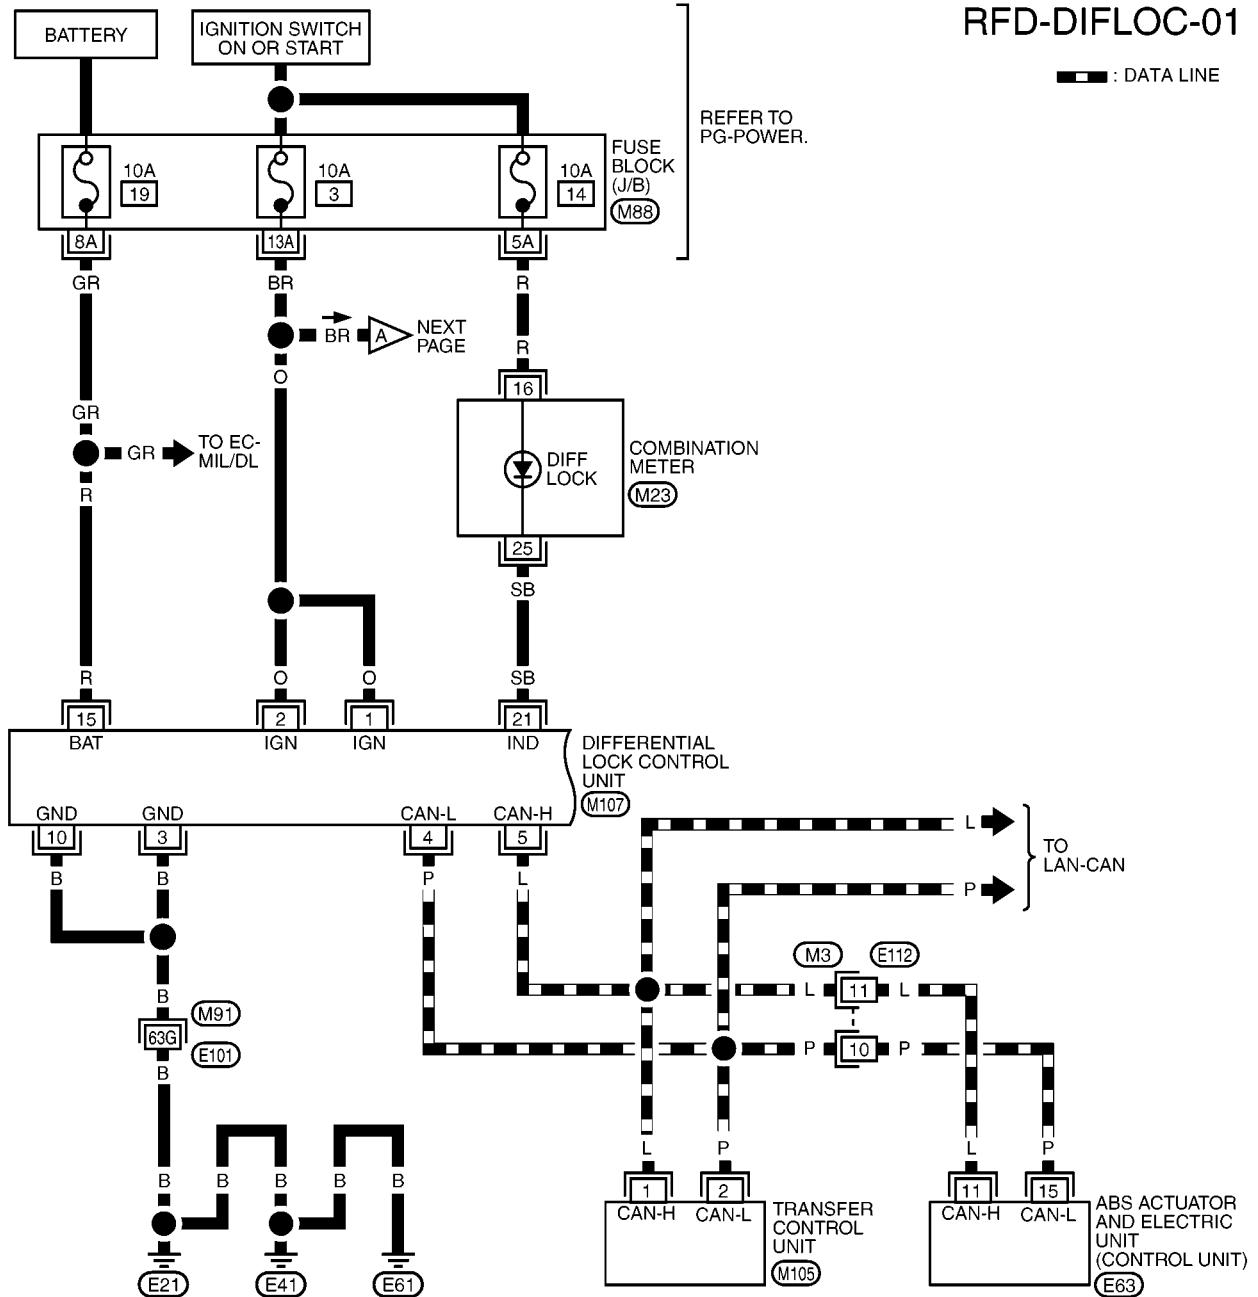 RFD-DIFLOC-01
: DATA LINE
BATTERY
IGNITION SWITCH
ON OR START
REFER TO
PG-POWER.
10A
19
10A
3
10A
14
FUSE
BLOCK
(J/B)
M88
8A
13A
5A
GR
BR
R
BR
A
NEXT
PAGE
R
O
16
GR
GR
TO EC-
MIL/DL
R
DIFF
LOCK
COMBINATION
METER
M23
25
SB
R
O
O
SB
15
2
1
21
BAT
IGN
IGN
IND
DIFFERENTIAL
LOCK CONTROL
UNIT
M107
GND
GND
CAN-L
CAN-H
10
3
4
5
B
B
P
L
L
P
TO
LAN-CAN
M3
E112
L
11
L
P
10
P
B
M91
63G
E101
B
L
P
L
P
B
B
B
B
B
1
2
11
15
CAN-H
CAN-L
CAN-H
CAN-L
TRANSFER
CONTROL
UNIT
M105
ABS ACTUATOR
AND ELECTRIC
UNIT
(CONTROL UNIT)
E63
E21
E41
E61